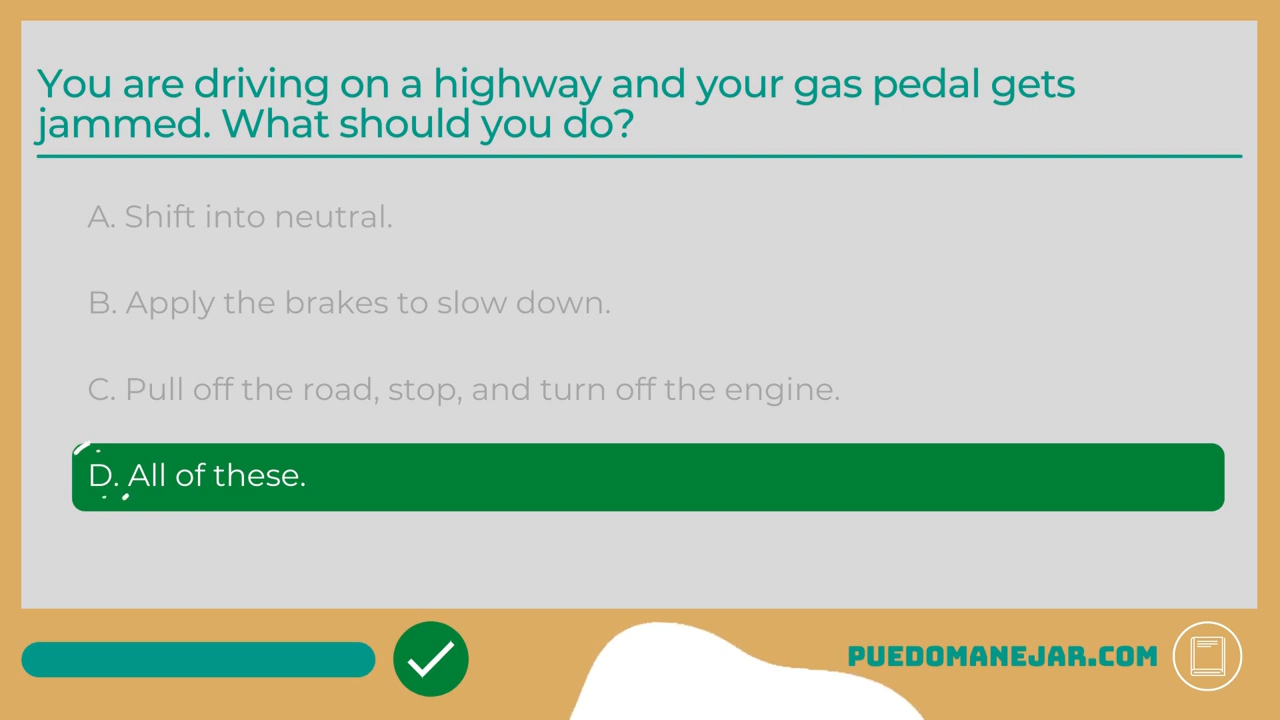 You are driving on a highway and your gas pedal gets
jammed. What should you do?
A. Shift into neutral.
B. Apply the brakes to slow down.
C. Pull off the road, stop, and turn off the engine.
D. All of these.
PUEDOMANEJAR.COM